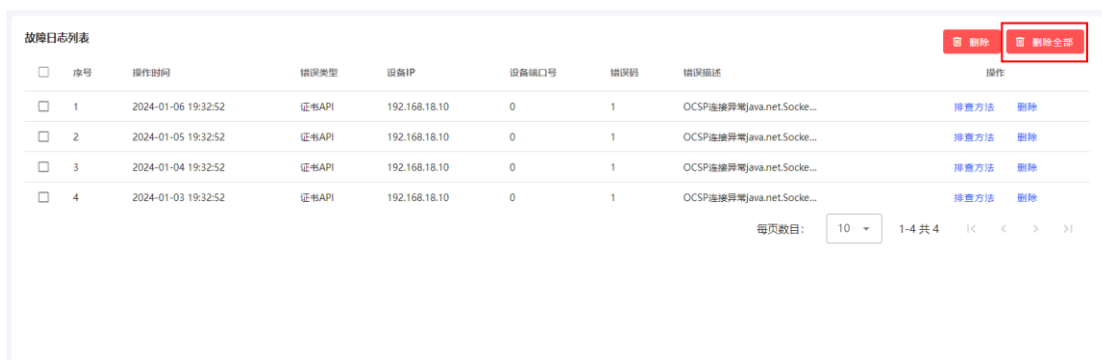 故障日志列表 删除 删除全部
序号 操作时间 错误类型 设备IP 设备端口号 错误码 错误描述 操作
1 2024-01-06 19:32:52 证书API 192.168.18.10 0 1 OCSP连接异常java.net.Socke... 排查方法 删除
2 2024-01-05 19:32:52 证书API 192.168.18.10 0 1 OCSP连接异常java.net.Socke... 排查方法 删除
3 2024-01-04 19:32:52 证书API 192.168.18.10 0 1 OCSP连接异常java.net.Socke... 排查方法 删除
4 2024-01-03 19:32:52 证书API 192.168.18.10 0 1 OCSP连接异常java.net.Socke... 排查方法 删除
每页数目: 10 1-4 共 4